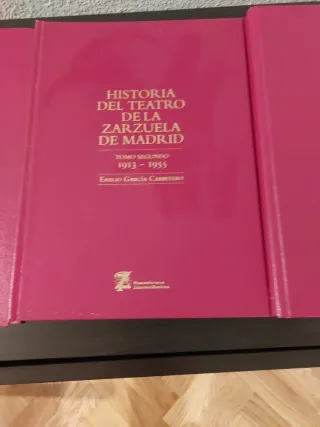 HISTORIA
DEL TEATRO
DE LA
ZARZUELA
DE MADRID
TOMO SEGUNDO
1913 - 1955
EMILIO GARCÍA CARRETERO